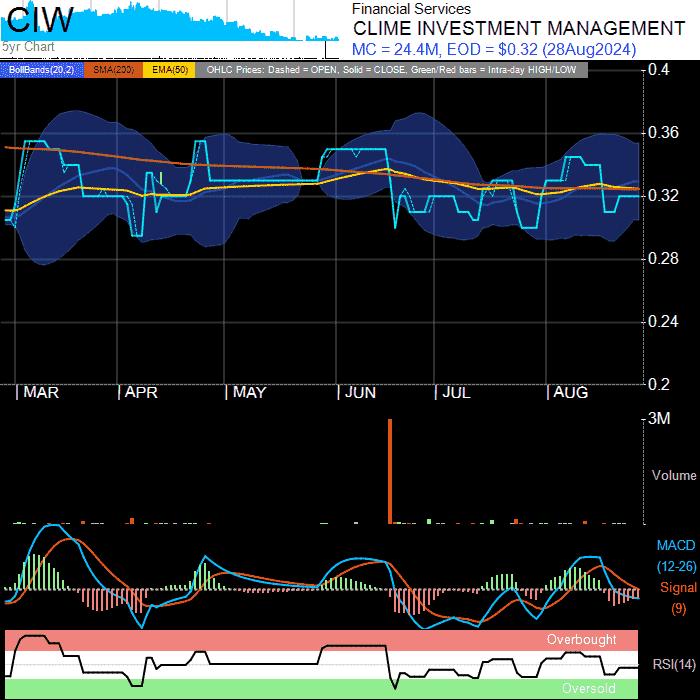 CIW
5yr Chart
Financial Services
CLIME INVESTMENT MANAGEMENT
MC = 24.4M, EOD = $0.32 (28Aug2024)
BollBands(20,2) SMA(200) EMA(50) OHLC Prices: Dashed = OPEN, Solid = CLOSE, Green/Red bars = Intra-day HIGH/LOW
0.4
0.36
0.32
0.28
0.24
0.2
MAR APR MAY JUN JUL AUG
3M
Volume
MACD
(12-26)
Signal
(9)
Overbought
RSI(14)
Oversold